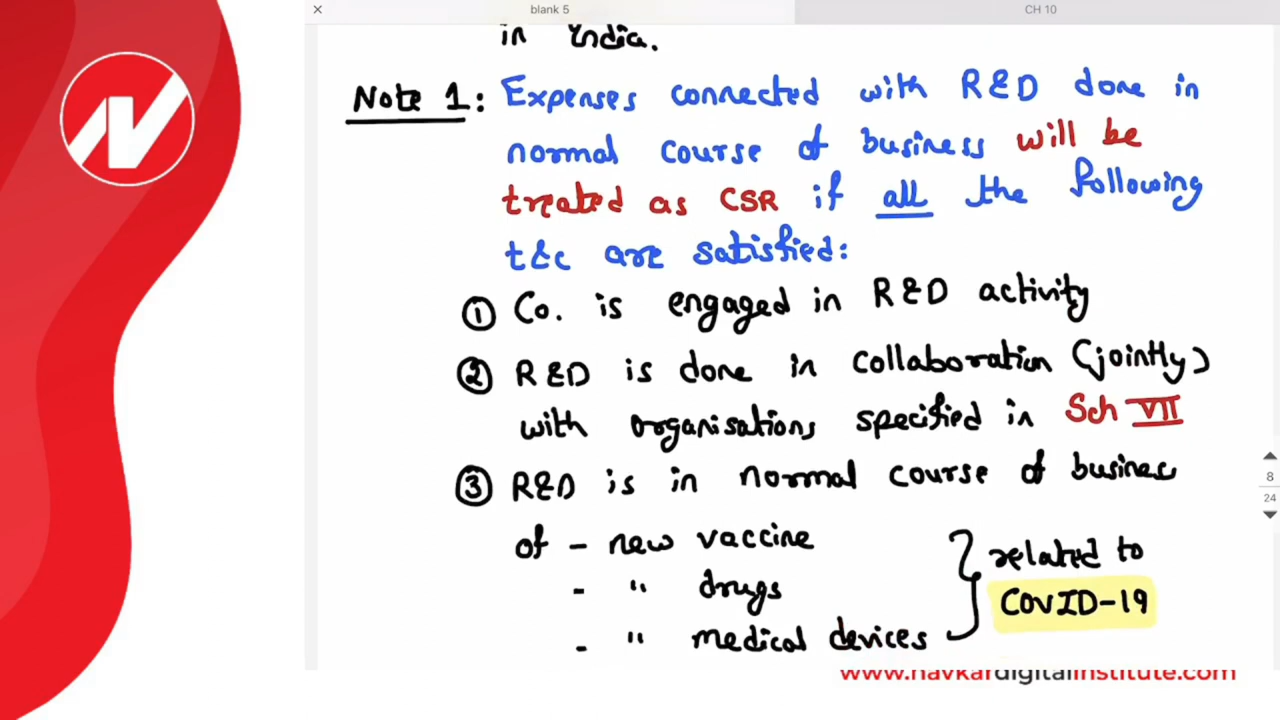 blank 5
CH 10
in India.
Note 1: Expenses connected with R&D done in
normal course of business will be
treated as CSR if all the following
t&c are satisfied:
① Co. is engaged in R&D activity
② R&D is done in collaboration (jointly)
with organisations specified in Sch VII
③ R&D is in normal course of busines
of - new vaccine
- " drugs
- " medical devices
related to
COVID-19
8
24
www.navkardigitalinstitute.com